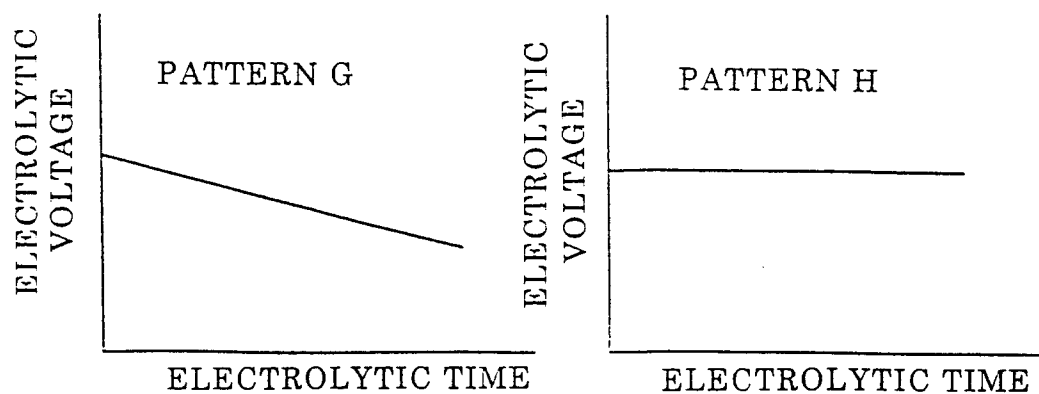 ELECTROLYTIC
VOLTAGE
PATTERN G
ELECTROLYTIC TIME
ELECTROLYTIC
VOLTAGE
PATTERN H
ELECTROLYTIC TIME